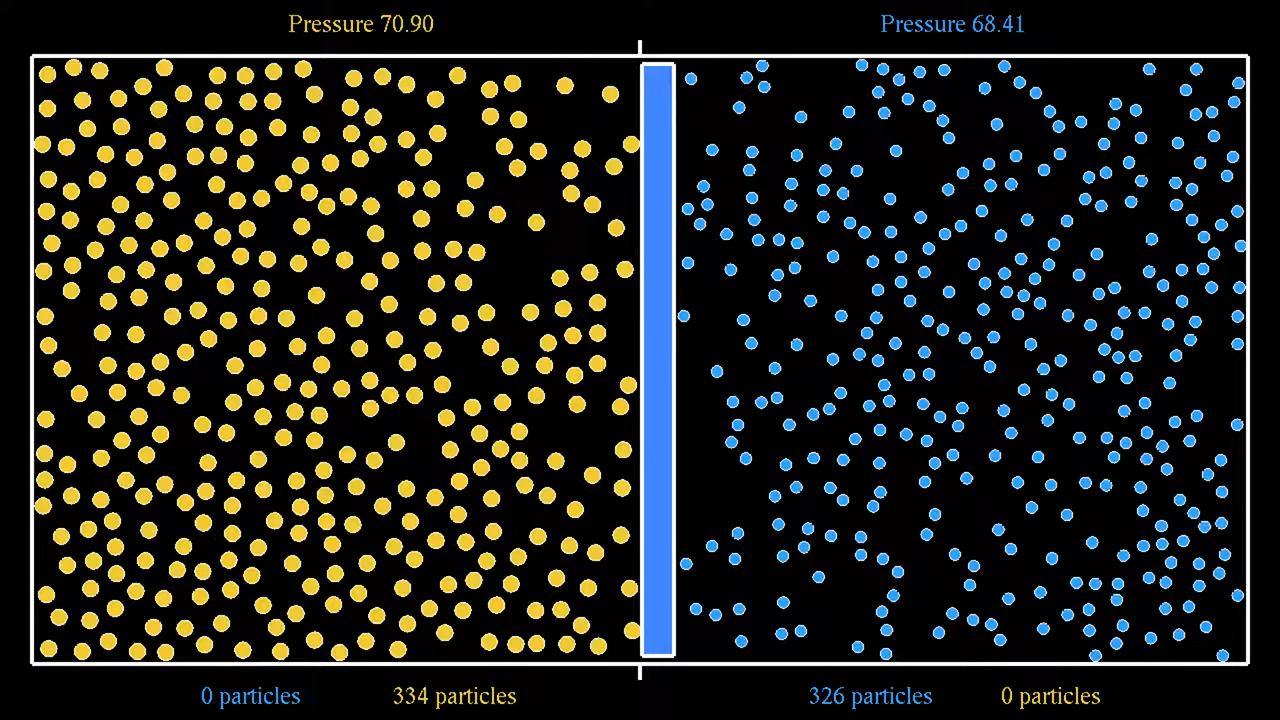 Pressure 70.90
Pressure 68.41
0 particles
334 particles
326 particles
0 particles